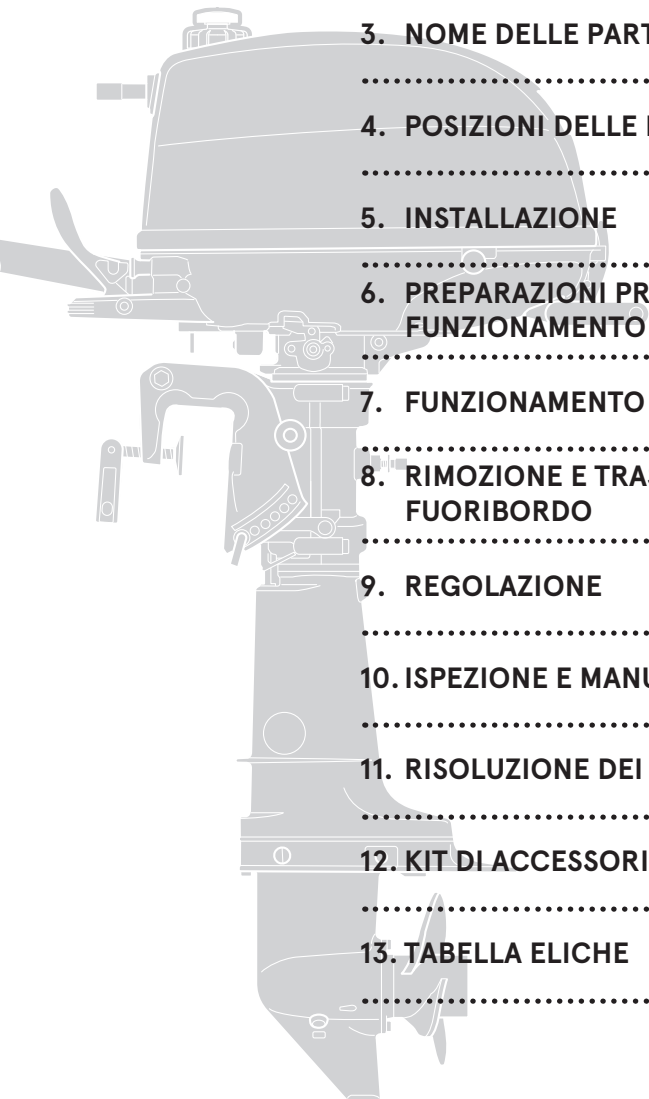 3. NOME DELLE PART
4. POSIZIONI DELLE
5. INSTALLAZIONE
6. PREPARAZIONI PR
FUNZIONAMENTO
7. FUNZIONAMENTO
8. RIMOZIONE E TRAS
FUORIBORDO
9. REGOLAZIONE
10. ISPEZIONE E MANU
11. RISOLUZIONE DEI
12. KIT DI ACCESSORI
13. TABELLA ELICHE